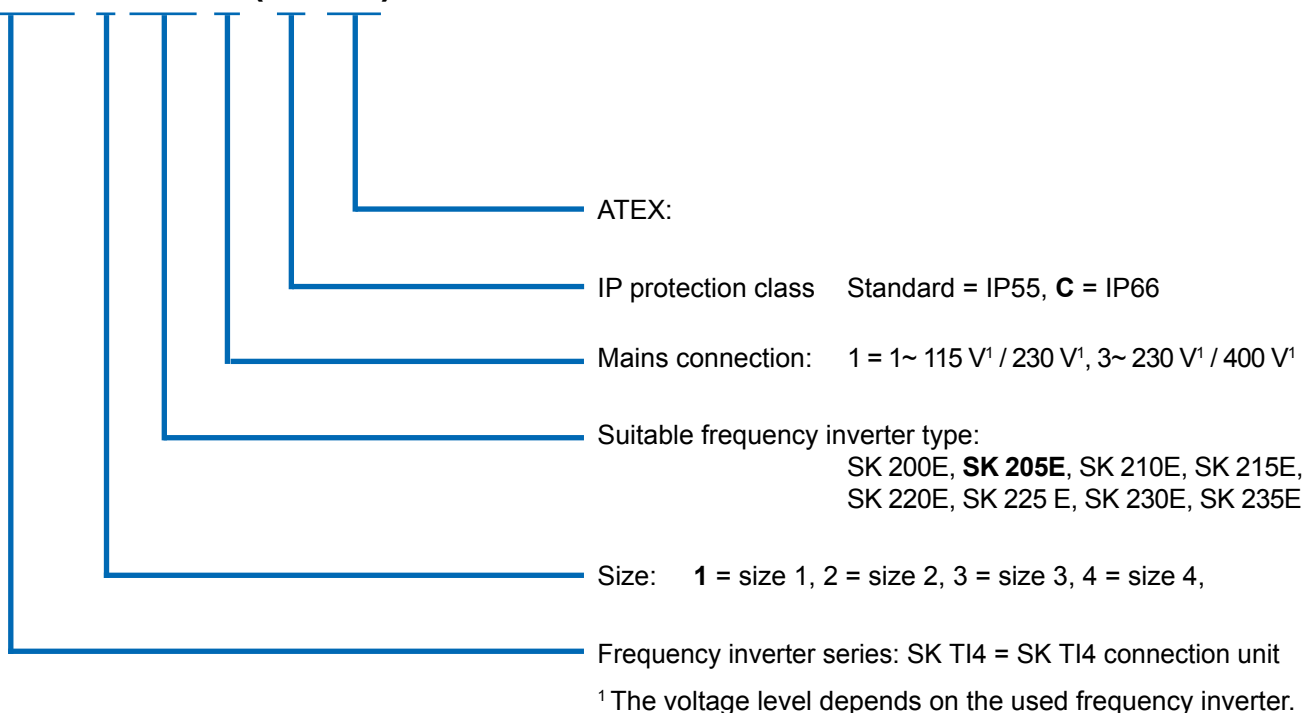 ATEX:
IP protection class Standard = IP55, C = IP66
Mains connection: 1 = 1~ 115 V¹ / 230 V¹, 3~ 230 V¹ / 400 V¹
Suitable frequency inverter type:
SK 200E, SK 205E, SK 210E, SK 215E,
SK 220E, SK 225 E, SK 230E, SK 235E
Size: 1 = size 1, 2 = size 2, 3 = size 3, 4 = size 4,
Frequency inverter series: SK TI4 = SK TI4 connection unit
¹ The voltage level depends on the used frequency inverter.